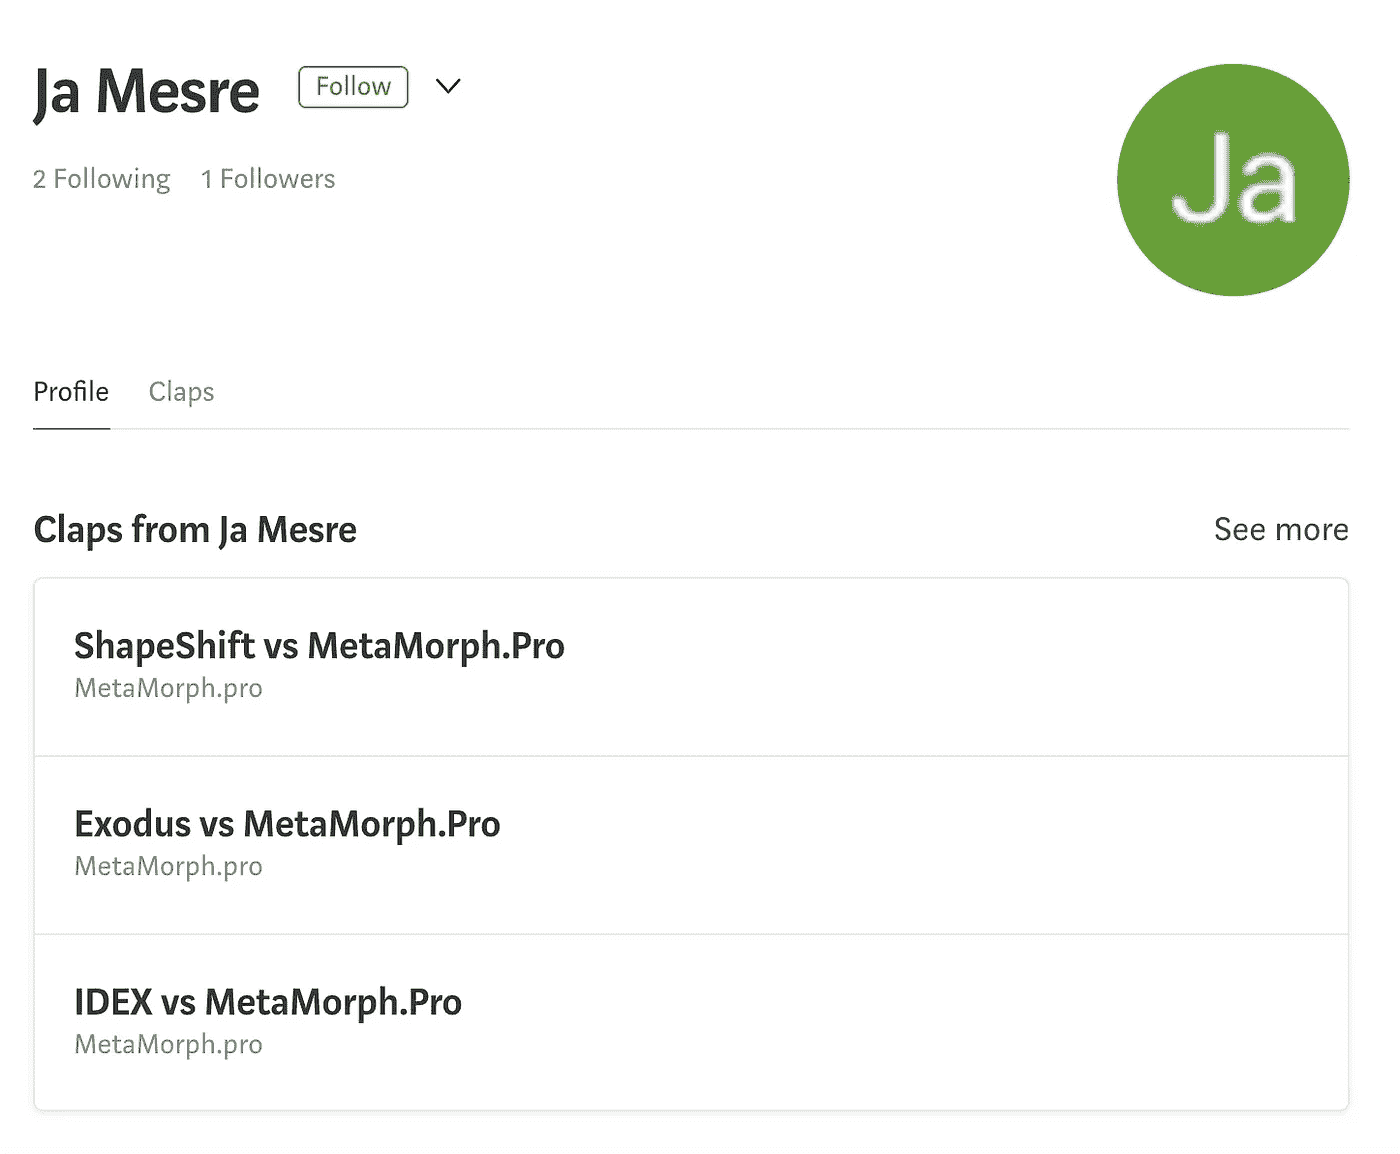 Ja Mesre Follow
2 Following 1 Followers
Ja
Profile Claps
Claps from Ja Mesre See more
ShapeShift vs MetaMorph.Pro
MetaMorph.pro
Exodus vs MetaMorph.Pro
MetaMorph.pro
IDEX vs MetaMorph.Pro
MetaMorph.pro